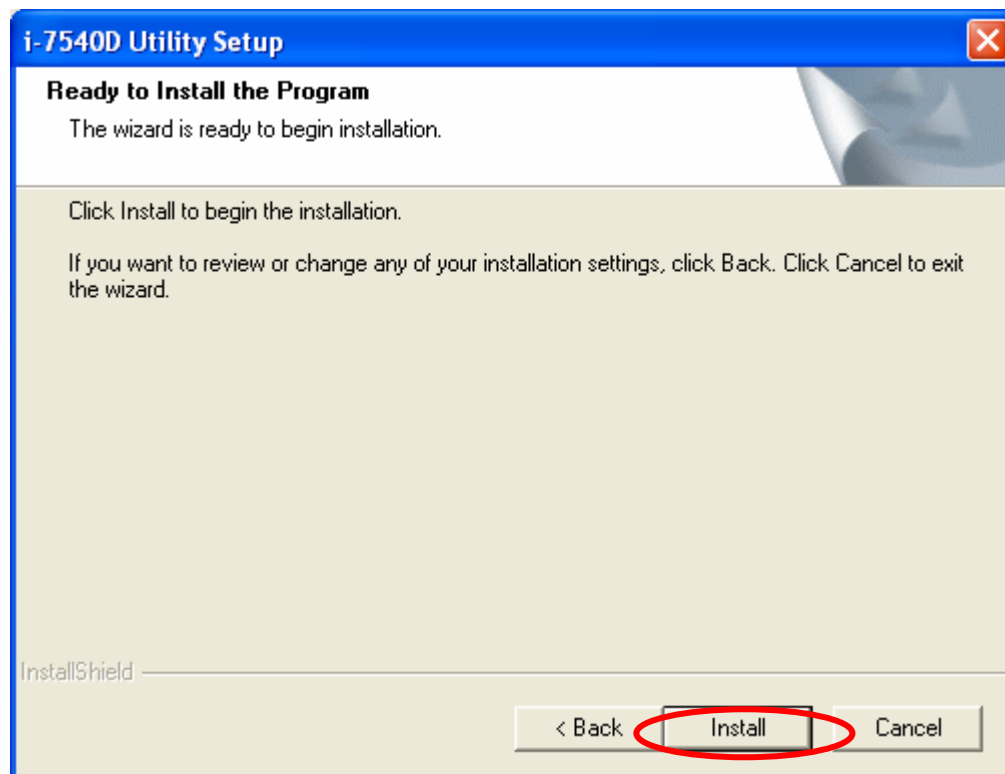 i-7540D Utility Setup
Ready to Install the Program
The wizard is ready to begin installation.
Click Install to begin the installation.
If you want to review or change any of your installation settings, click Back. Click Cancel to exit
the wizard.
InstallShield
< Back Install Cancel